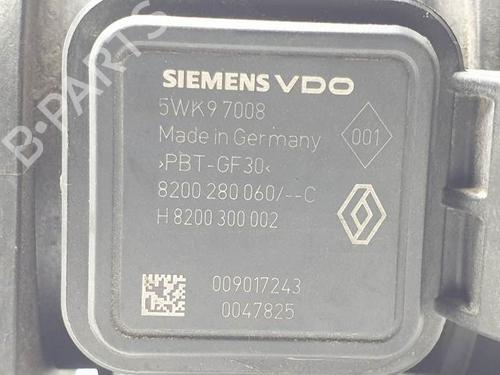 SIEMENS VDO
5WK9 7008
Made in Germany
001
›PBT-GF30‹
8200 280 060/--C
H 8200 300 002
009017243
0047825
B-PARTS